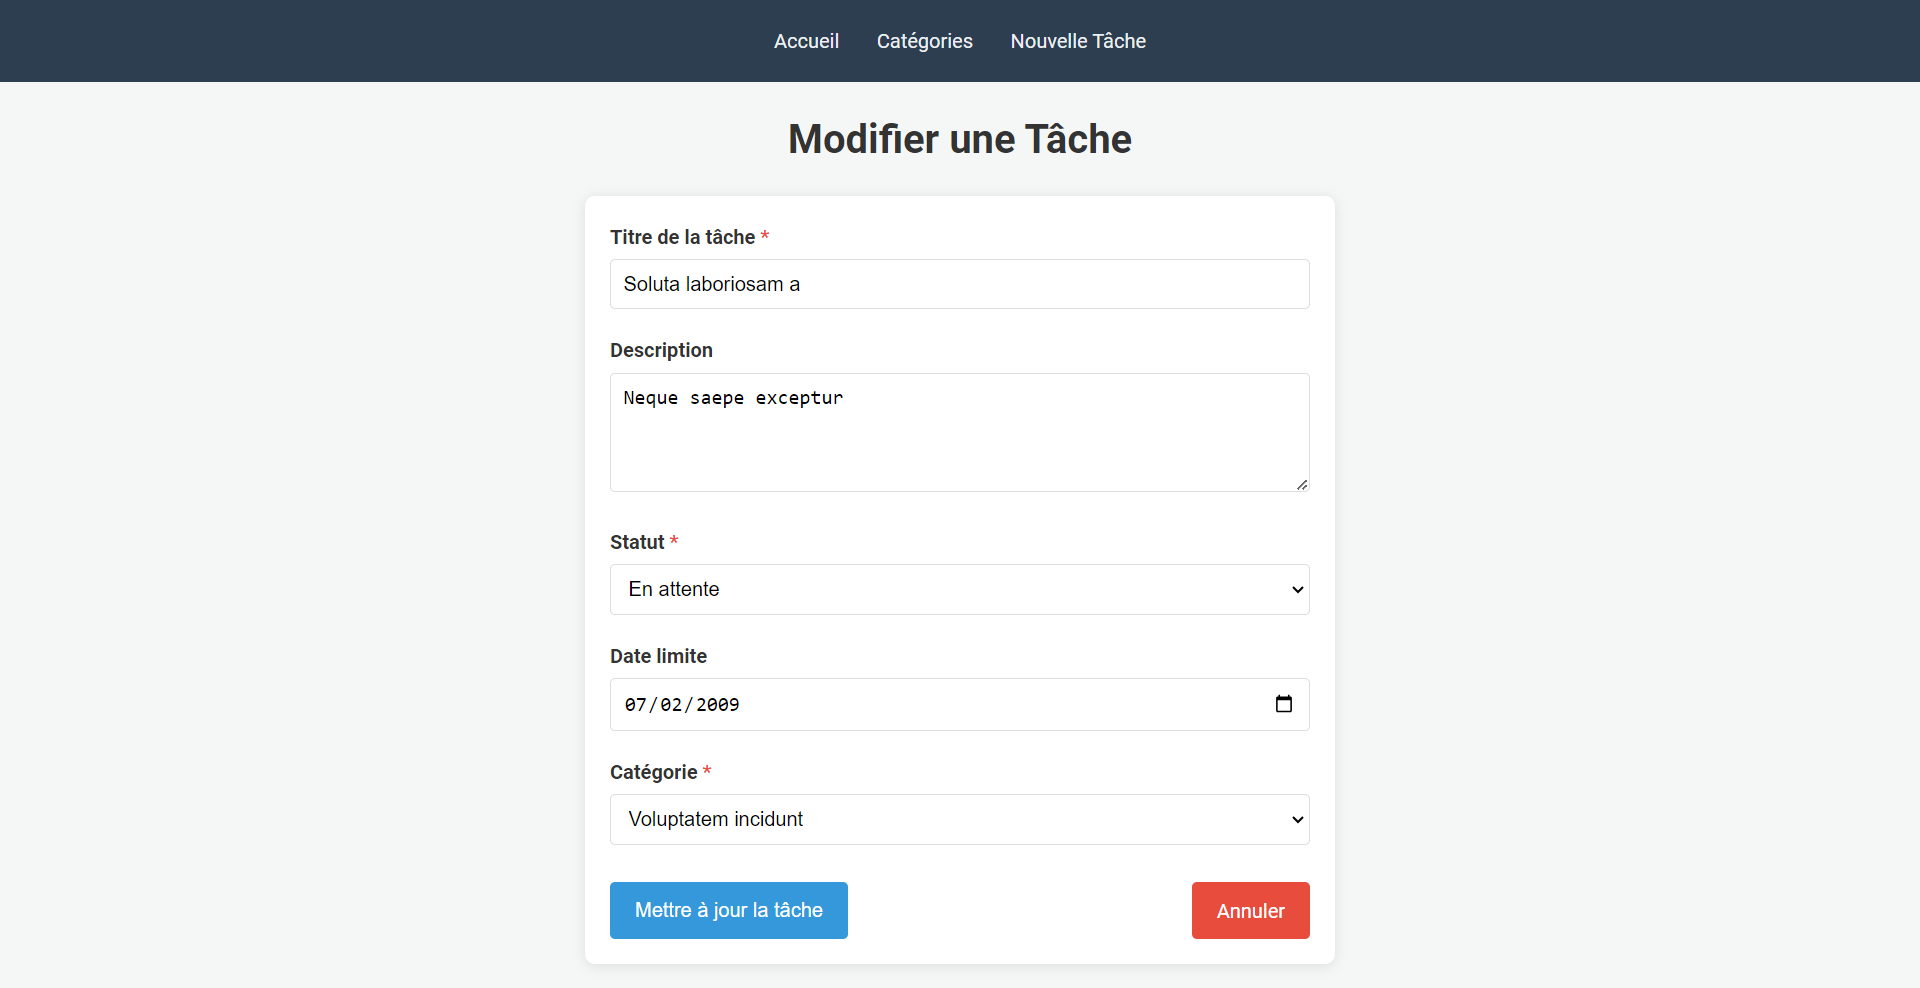 Accueil Catégories Nouvelle Tâche
Modifier une Tâche
Titre de la tâche *
Soluta laboriosam a
Description
Neque saepe exceptur
Statut *
En attente
Date limite
07/02/2009
Catégorie *
Voluptatem incidunt
Mettre à jour la tâche Annuler